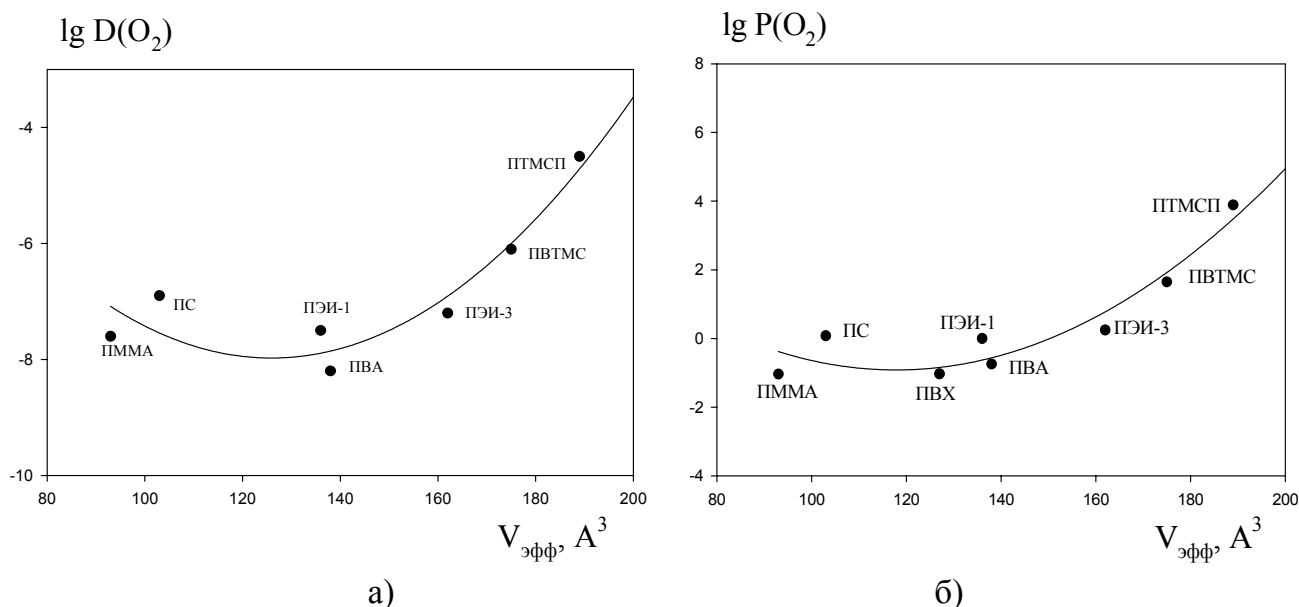 lg D(O₂)
-4
-6
-8
-10
80 100 120 140 160 180 200
ПТМСП
ПВТМС
ПС
ПЭИ-1
ПЭИ-3
ПММА
ПВА
Vэфф, А³
а)
lg P(O₂)
8
6
4
2
0
-2
-4
80 100 120 140 160 180 200
ПТМСП
ПВТМС
ПС
ПЭИ-1
ПЭИ-3
ПММА
ПВХ
ПВА
Vэфф, А³
б)